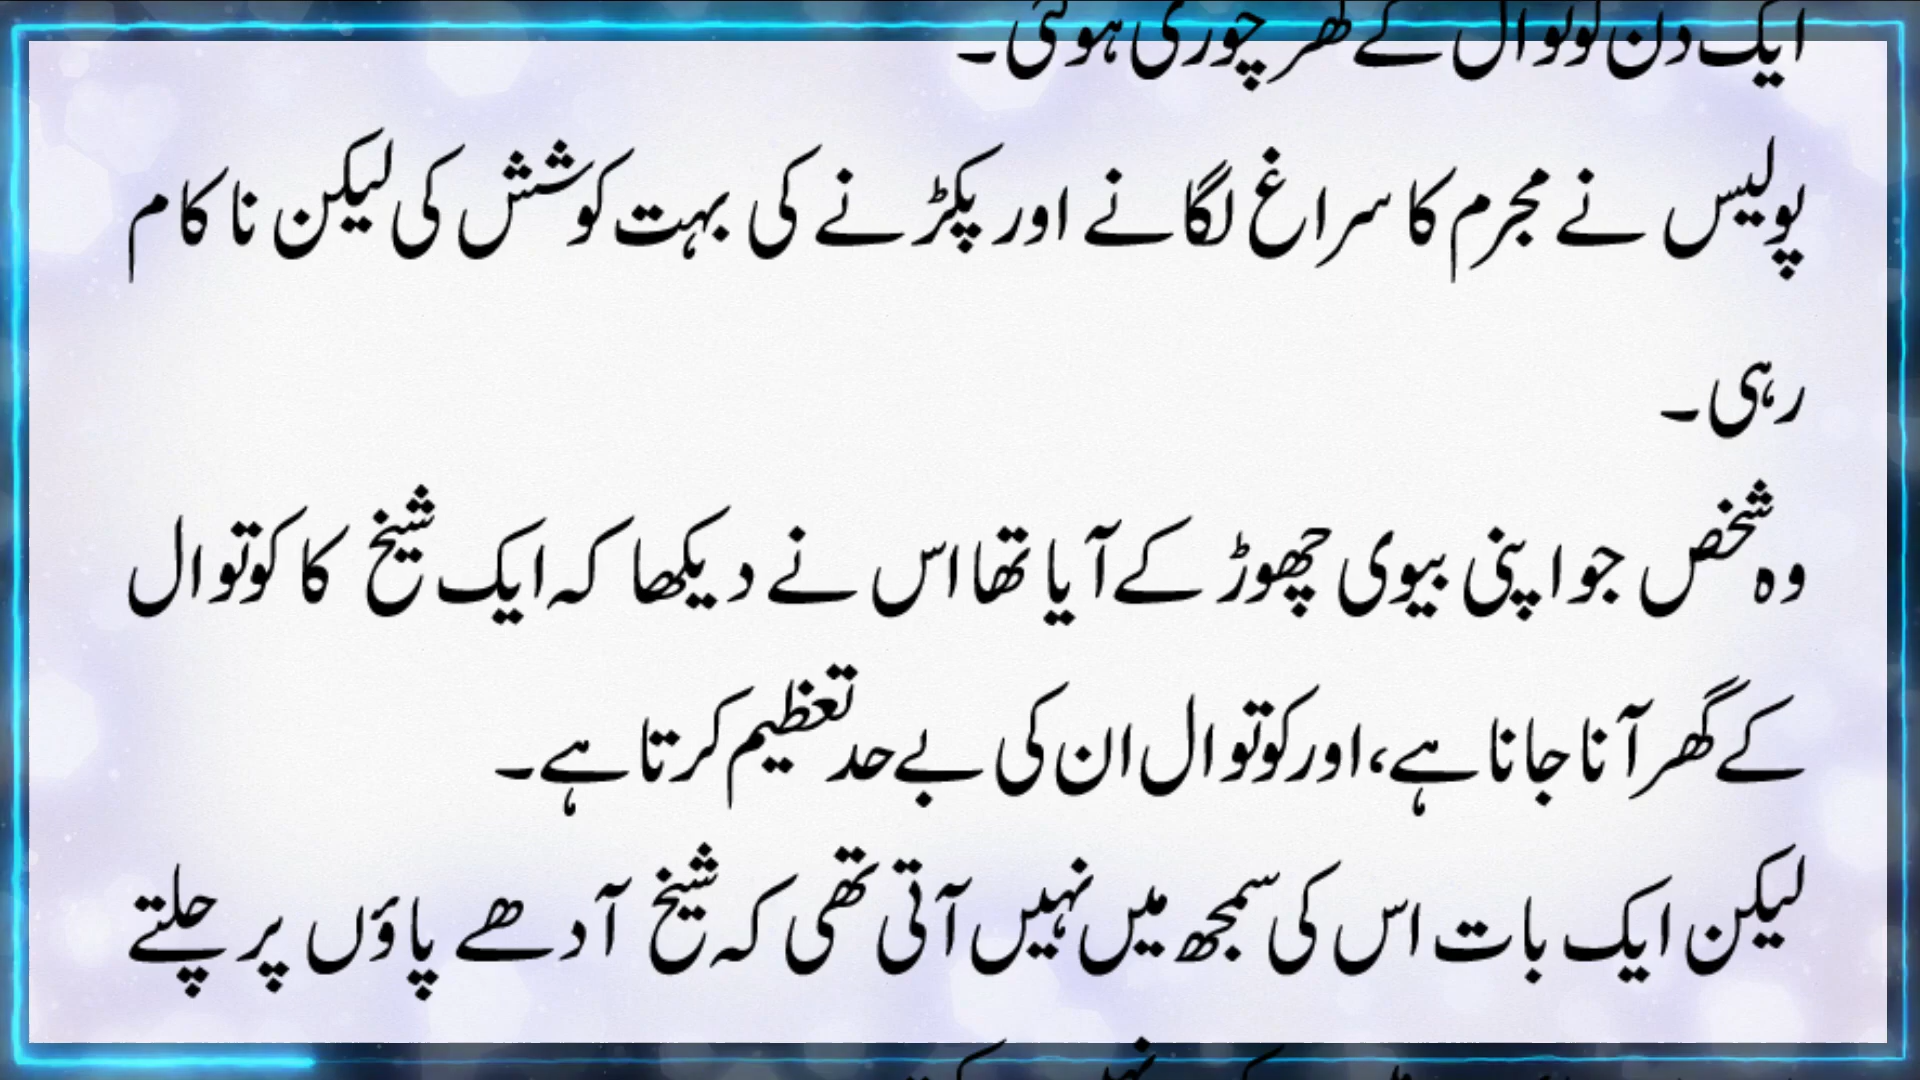 ایک دن کوتوال کے گھر چوری ہوگئی۔
پولیس نے مجرم کا سراغ لگانے اور پکڑنے کی بہت کوشش کی لیکن ناکام
رہی۔
وہ شخص جو اپنی بیوی چھوڑ کے آیا تھا اس نے دیکھا کہ ایک شیخ کا کوتوال
کے گھر آنا جانا ہے، اور کوتوال ان کی بے حد تعظیم کرتا ہے۔
لیکن ایک بات اس کی سمجھ میں نہیں آتی تھی کہ شیخ آدھے پاؤں پر چلتے